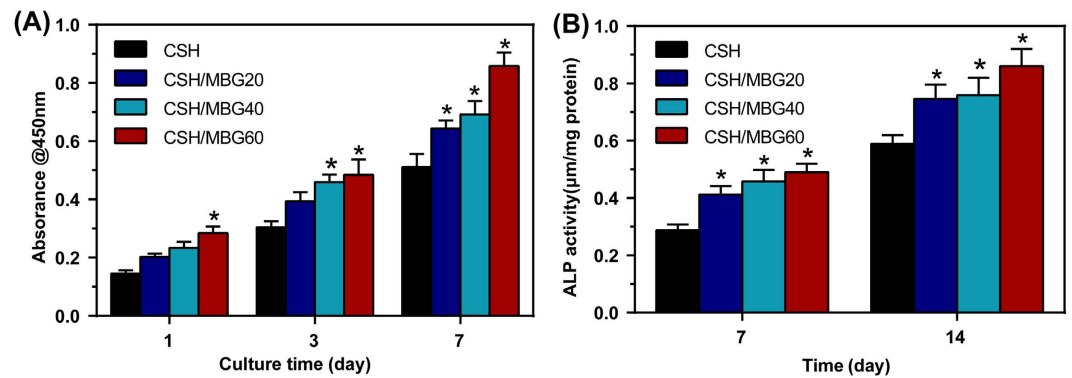 (A)
Absorance @450nm
1.0
0.8
0.6
0.4
0.2
0.0
CSH
CSH/MBG20
CSH/MBG40
CSH/MBG60
*
*
*
*
*
*
1
3
7
Culture time (day)
(B)
ALP activity(μm/mg protein)
1.0
0.8
0.6
0.4
0.2
0.0
CSH
CSH/MBG20
CSH/MBG40
CSH/MBG60
*
*
*
*
*
*
7
14
Time (day)